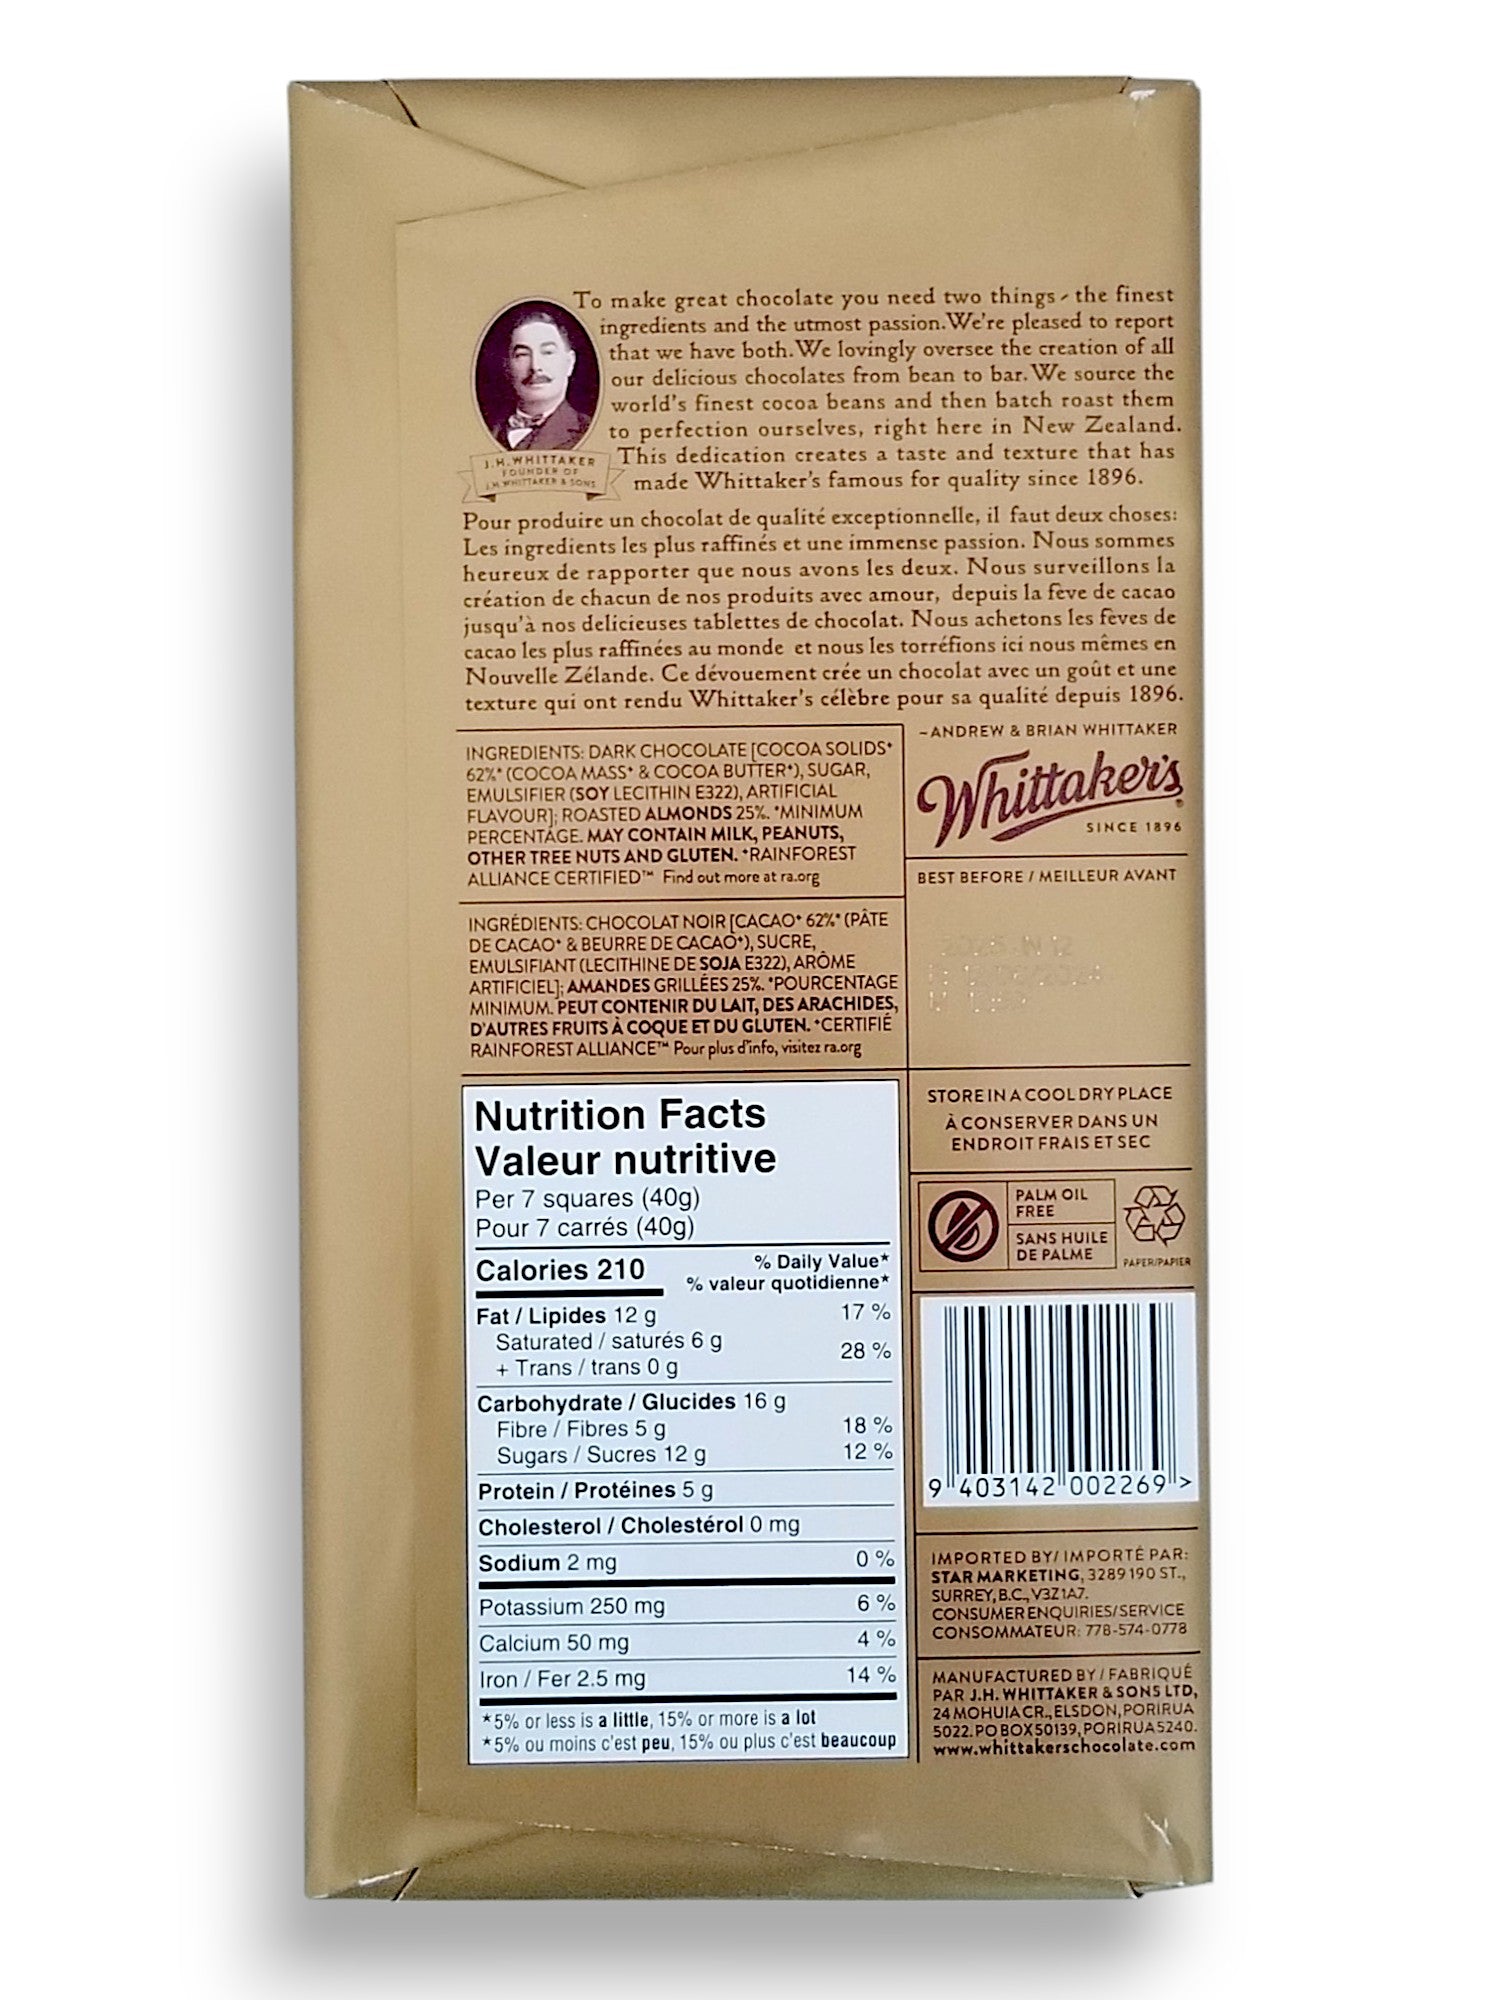 To make great chocolate you need two things - the finest
ingredients and the utmost passion. We're pleased to report
that we have both. We lovingly oversee the creation of all
our delicious chocolates from bean to bar. We source the
world's finest cocoa beans and then batch roast them
to perfection ourselves, right here in New Zealand.
This dedication creates a taste and texture that has
made Whittaker's famous for quality since 1896.
J.H. WHITTAKER
FOUNDER OF
J.H. WHITTAKER & SONS
Pour produire un chocolat de qualité exceptionnelle, il faut deux choses:
Les ingredients les plus raffinés et une immense passion. Nous sommes
heureux de rapporter que nous avons les deux. Nous surveillons la
création de chacun de nos produits avec amour, depuis la fève de cacao
jusqu'à nos delicieuses tablettes de chocolat. Nous achetons les fèves de
cacao les plus raffinées au monde et nous les torréfions ici nous mêmes en
Nouvelle Zélande. Ce dévouement crée un chocolat avec un goût et une
texture qui ont rendu Whittaker's célèbre pour sa qualité depuis 1896.
~ANDREW & BRIAN WHITTAKER
Whittaker's
SINCE 1896
INGREDIENTS: DARK CHOCOLATE [COCOA SOLIDS⁺
62%* (COCOA MASS⁺ & COCOA BUTTER⁺), SUGAR,
EMULSIFIER (SOY LECITHIN E322), ARTIFICIAL
FLAVOUR]; ROASTED ALMONDS 25%. *MINIMUM
PERCENTAGE. MAY CONTAIN MILK, PEANUTS,
OTHER TREE NUTS AND GLUTEN. ⁺RAINFOREST
ALLIANCE CERTIFIED™ Find out more at ra.org
INGRÉDIENTS: CHOCOLAT NOIR [CACAO⁺ 62%* (PÂTE
DE CACAO⁺ & BEURRE DE CACAO⁺), SUCRE,
EMULSIFIANT (LECITHINE DE SOJA E322), ARÔME
ARTIFICIEL]; AMANDES GRILLÉES 25%. *POURCENTAGE
MINIMUM. PEUT CONTENIR DU LAIT, DES ARACHIDES,
D'AUTRES FRUITS À COQUE ET DU GLUTEN. ⁺CERTIFIÉ
RAINFOREST ALLIANCE™ Pour plus d'info, visitez ra.org
BEST BEFORE / MEILLEUR AVANT
STORE IN A COOL DRY PLACE
À CONSERVER DANS UN
ENDROIT FRAIS ET SEC
PALM OIL
FREE
SANS HUILE
DE PALME
PAPER/PAPIER
Nutrition Facts
Valeur nutritive
Per 7 squares (40g)
Pour 7 carrés (40g)
Calories 210
% Daily Value*
% valeur quotidienne*
Fat / Lipides 12 g 17 %
Saturated / saturés 6 g
+ Trans / trans 0 g 28 %
Carbohydrate / Glucides 16 g
Fibre / Fibres 5 g 18 %
Sugars / Sucres 12 g 12 %
Protein / Protéines 5 g
Cholesterol / Cholestérol 0 mg
Sodium 2 mg 0 %
Potassium 250 mg 6 %
Calcium 50 mg 4 %
Iron / Fer 2.5 mg 14 %
*5% or less is a little, 15% or more is a lot
*5% ou moins c'est peu, 15% ou plus c'est beaucoup
9 403142 002269 >
IMPORTED BY/ IMPORTÉ PAR:
STAR MARKETING, 3289 190 ST.,
SURREY, B.C., V3Z 1A7.
CONSUMER ENQUIRIES/SERVICE
CONSOMMATEUR: 778-574-0778
MANUFACTURED BY / FABRIQUÉ
PAR J.H. WHITTAKER & SONS LTD,
24 MOHUIA CR., ELSDON, PORIRUA
5022. PO BOX 50139, PORIRUA 5240.
www.whittakerschocolate.com